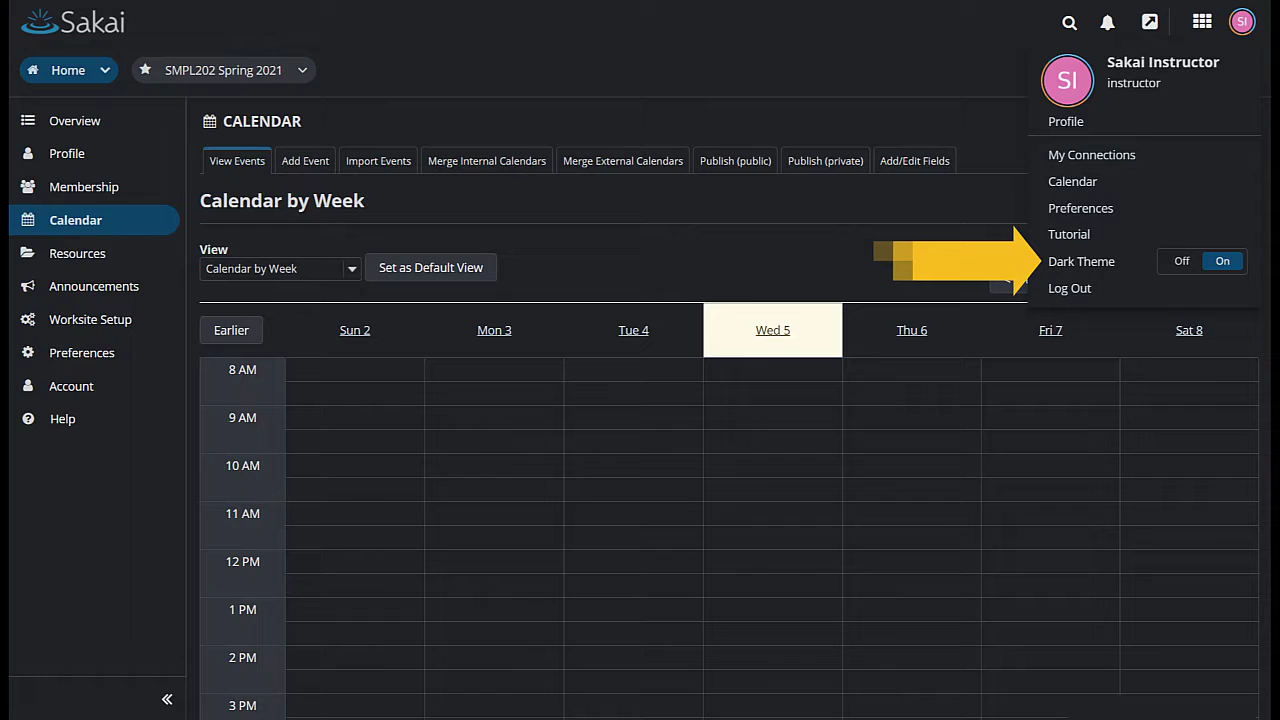 Sakai
SI
Home
SMPL202 Spring 2021
SI
Sakai Instructor
instructor
Profile
My Connections
Calendar
Preferences
Tutorial
Dark Theme Off On
Log Out
Overview
Profile
Membership
Calendar
Resources
Announcements
Worksite Setup
Preferences
Account
Help
CALENDAR
View Events Add Event Import Events Merge Internal Calendars Merge External Calendars Publish (public) Publish (private) Add/Edit Fields
Calendar by Week
View
Calendar by Week Set as Default View
Earlier Sun 2 Mon 3 Tue 4 Wed 5 Thu 6 Fri 7 Sat 8
8 AM
9 AM
10 AM
11 AM
12 PM
1 PM
2 PM
3 PM